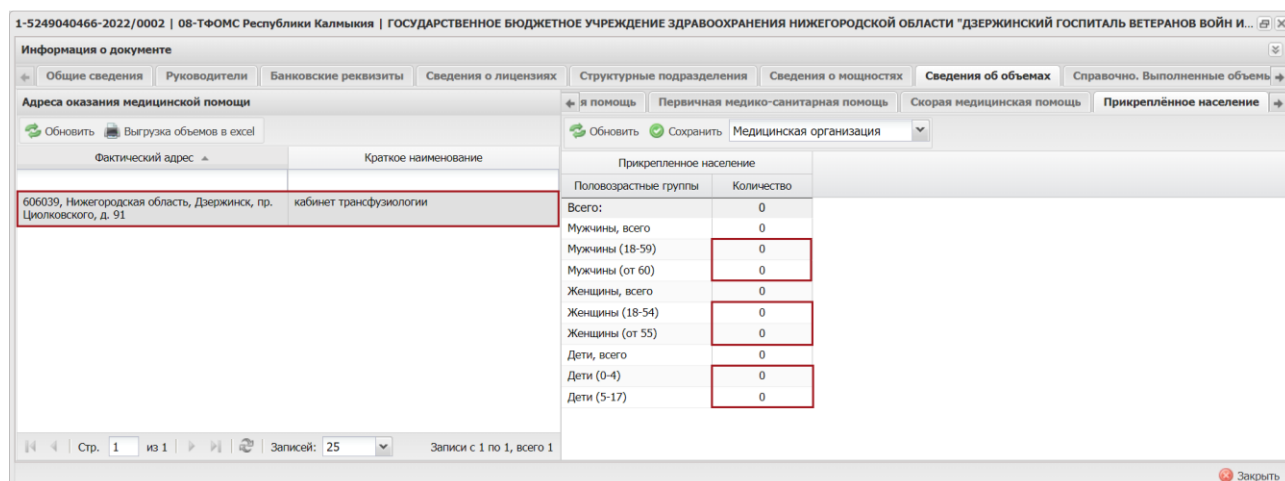 1-5249040466-2022/0002 | 08-ТФОМС Республики Калмыкия | ГОСУДАРСТВЕННОЕ БЮДЖЕТНОЕ УЧРЕЖДЕНИЕ ЗДРАВООХРАНЕНИЯ НИЖЕГОРОДСКОЙ ОБЛАСТИ "ДЗЕРЖИНСКИЙ ГОСПИТАЛЬ ВЕТЕРАНОВ ВОЙН И...
Информация о документе
Общие сведения Руководители Банковские реквизиты Сведения о лицензиях Структурные подразделения Сведения о мощностях Сведения об объемах Справочно. Выполненные объемы
Адреса оказания медицинской помощи
Обновить Выгрузка объемов в excel
Фактический адрес Краткое наименование
606039, Нижегородская область, Дзержинск, пр. кабинет трансфузиологии
Циолковского, д. 91
Стр. 1 из 1 Записей: 25 Записи с 1 по 1, всего 1
я помощь Первичная медико-санитарная помощь Скорая медицинская помощь Прикреплённое население
Обновить Сохранить Медицинская организация
Прикрепленное население
Половозрастные группы Количество
Всего: 0
Мужчины, всего 0
Мужчины (18-59) 0
Мужчины (от 60) 0
Женщины, всего 0
Женщины (18-54) 0
Женщины (от 55) 0
Дети, всего 0
Дети (0-4) 0
Дети (5-17) 0
Закрыть